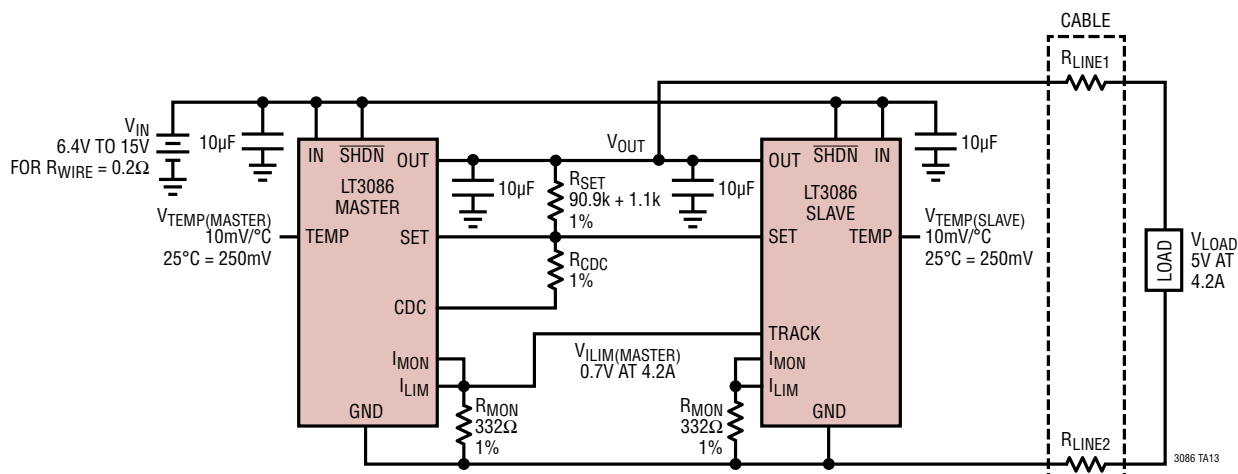 CABLE
RLINE1
VIN
6.4V TO 15V
FOR RWIRE = 0.2Ω
10µF
IN
SHDN
OUT
LT3086
MASTER
VOUT
10µF
RSET
90.9k + 1.1k
1%
10µF
OUT
SHDN
IN
LT3086
SLAVE
10µF
VTEMP(MASTER)
10mV/°C
25°C = 250mV
TEMP
SET
SET
TEMP
VTEMP(SLAVE)
10mV/°C
25°C = 250mV
LOAD
VLOAD
5V AT
4.2A
RCDC
1%
CDC
TRACK
VILIM(MASTER)
0.7V AT 4.2A
IMON
ILIM
IMON
ILIM
GND
RMON
332Ω
1%
RMON
332Ω
1%
GND
RLINE2
3086 TA13